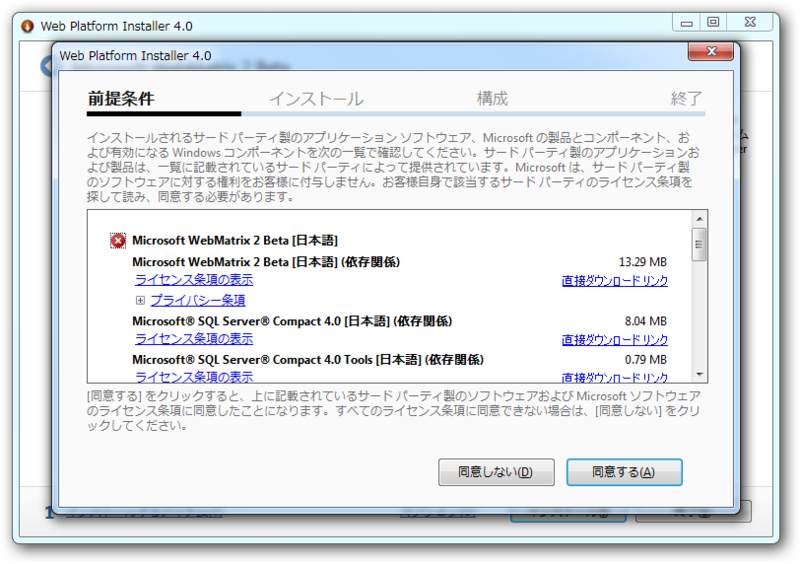 Web Platform Installer 4.0
Web Platform Installer 4.0
前提条件 インストール 構成 終了
インストールされるサード パーティ製のアプリケーション ソフトウェア、Microsoft の製品とコンポーネント、お
よび有効になる Windows コンポーネントを次の一覧で確認してください。サード パーティ製のアプリケーションお
よび製品は、一覧に記載されているサード パーティによって提供されています。Microsoft は、サード パーティ製
のソフトウェアに対する権利をお客様に付与しません。お客様自身で該当するサード パーティのライセンス条項を
探して読み、同意する必要があります。
Microsoft WebMatrix 2 Beta [日本語]
Microsoft WebMatrix 2 Beta [日本語] (依存関係) 13.29 MB
ライセンス条項の表示 直接ダウンロード リンク
プライバシー条項
Microsoft® SQL Server® Compact 4.0 [日本語] (依存関係) 8.04 MB
ライセンス条項の表示 直接ダウンロード リンク
Microsoft® SQL Server® Compact 4.0 Tools [日本語] (依存関係) 0.79 MB
ライセンス条項の表示 直接ダウンロード リンク
[同意する] をクリックすると、上に記載されているサード パーティ製のソフトウェアおよび Microsoft ソフトウェア
のライセンス条項に同意したことになります。すべてのライセンス条項に同意できない場合は、[同意しない] をクリ
ックしてください。
同意しない(D) 同意する(A)